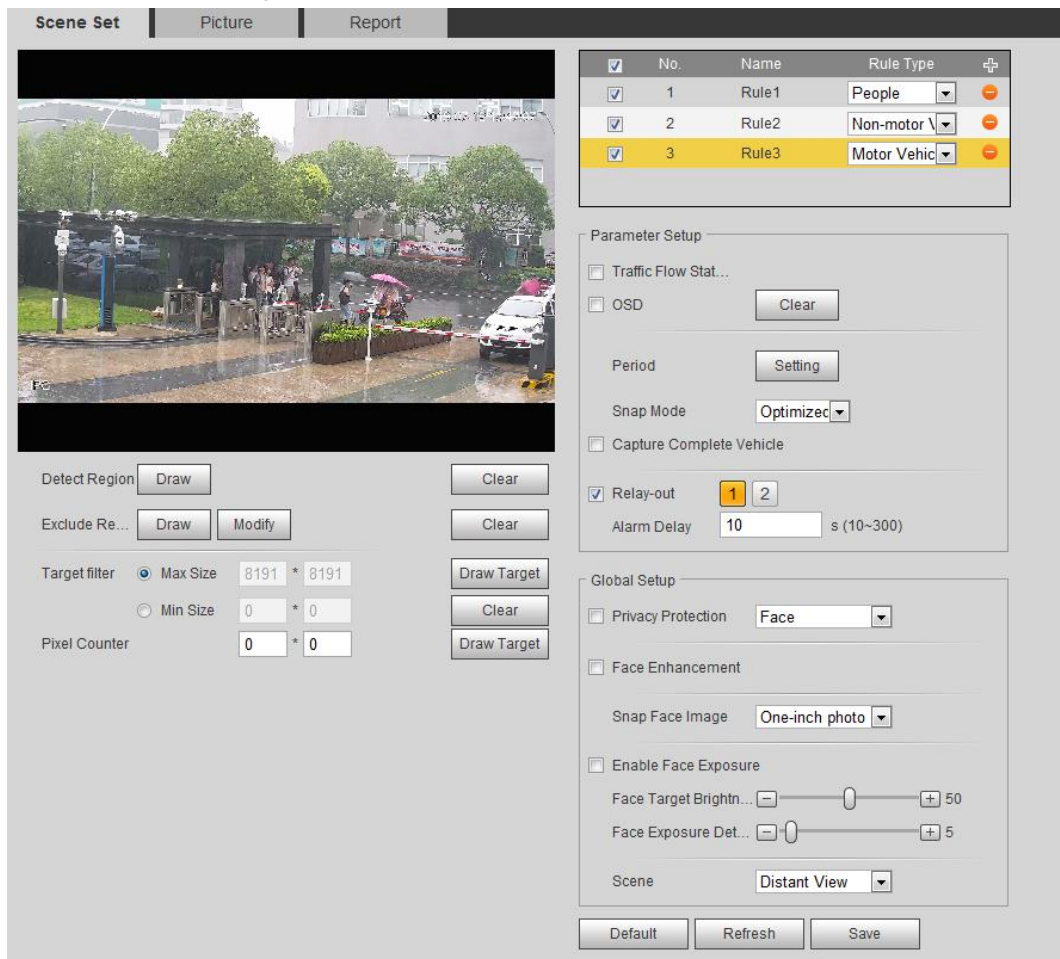 Scene Set Picture Report
No. Name Rule Type
1 Rule1 People
2 Rule2 Non-motor V
3 Rule3 Motor Vehic
Parameter Setup
Traffic Flow Stat...
OSD Clear
Period Setting
Snap Mode Optimized
Capture Complete Vehicle
Relay-out 1 2
Alarm Delay 10 s (10~300)
Detect Region Draw Clear
Exclude Re... Draw Modify Clear
Target filter Max Size 8191 * 8191 Draw Target
Min Size 0 * 0 Clear
Pixel Counter 0 * 0 Draw Target
Global Setup
Privacy Protection Face
Face Enhancement
Snap Face Image One-inch photo
Enable Face Exposure
Face Target Brightn... 50
Face Exposure Det... 5
Scene Distant View
Default Refresh Save